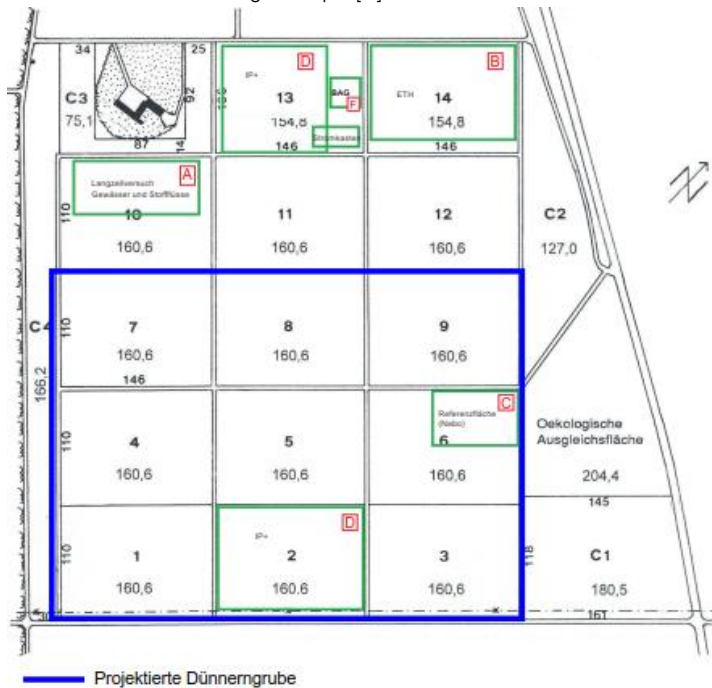 34
25
IP+
D
B
C3
75,1
92
13
BAG
F
ETH
14
154,8
154,8
Stromkasten
87
14
146
146
Langzeitversuch
Gewässer und Stoffflüsse
A
110
10
11
12
C2
160,6
160,6
160,6
127,0
C4
110
7
8
9
160,6
160,6
160,6
146
166,2
Referenzfläche
(Nabo)
C
110
4
5
6
Oekologische
Ausgleichsfläche
160,6
160,6
160,6
204,4
145
IP+
D
110
1
2
3
118
C1
160,6
160,6
160,6
180,5
161
Projektierte Dünnerngrube